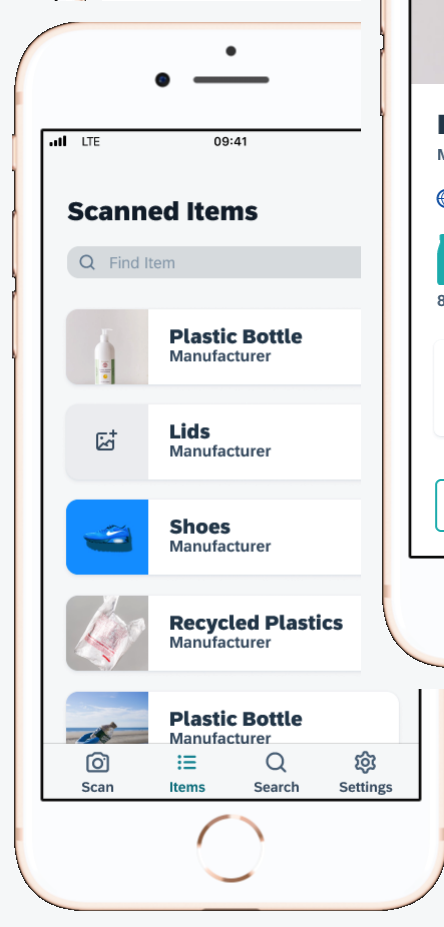 LTE
09:41
Scanned Items
Find Item
Plastic Bottle
Manufacturer
Lids
Manufacturer
Shoes
Manufacturer
Recycled Plastics
Manufacturer
Plastic Bottle
Manufacturer
Scan
Items
Search
Settings